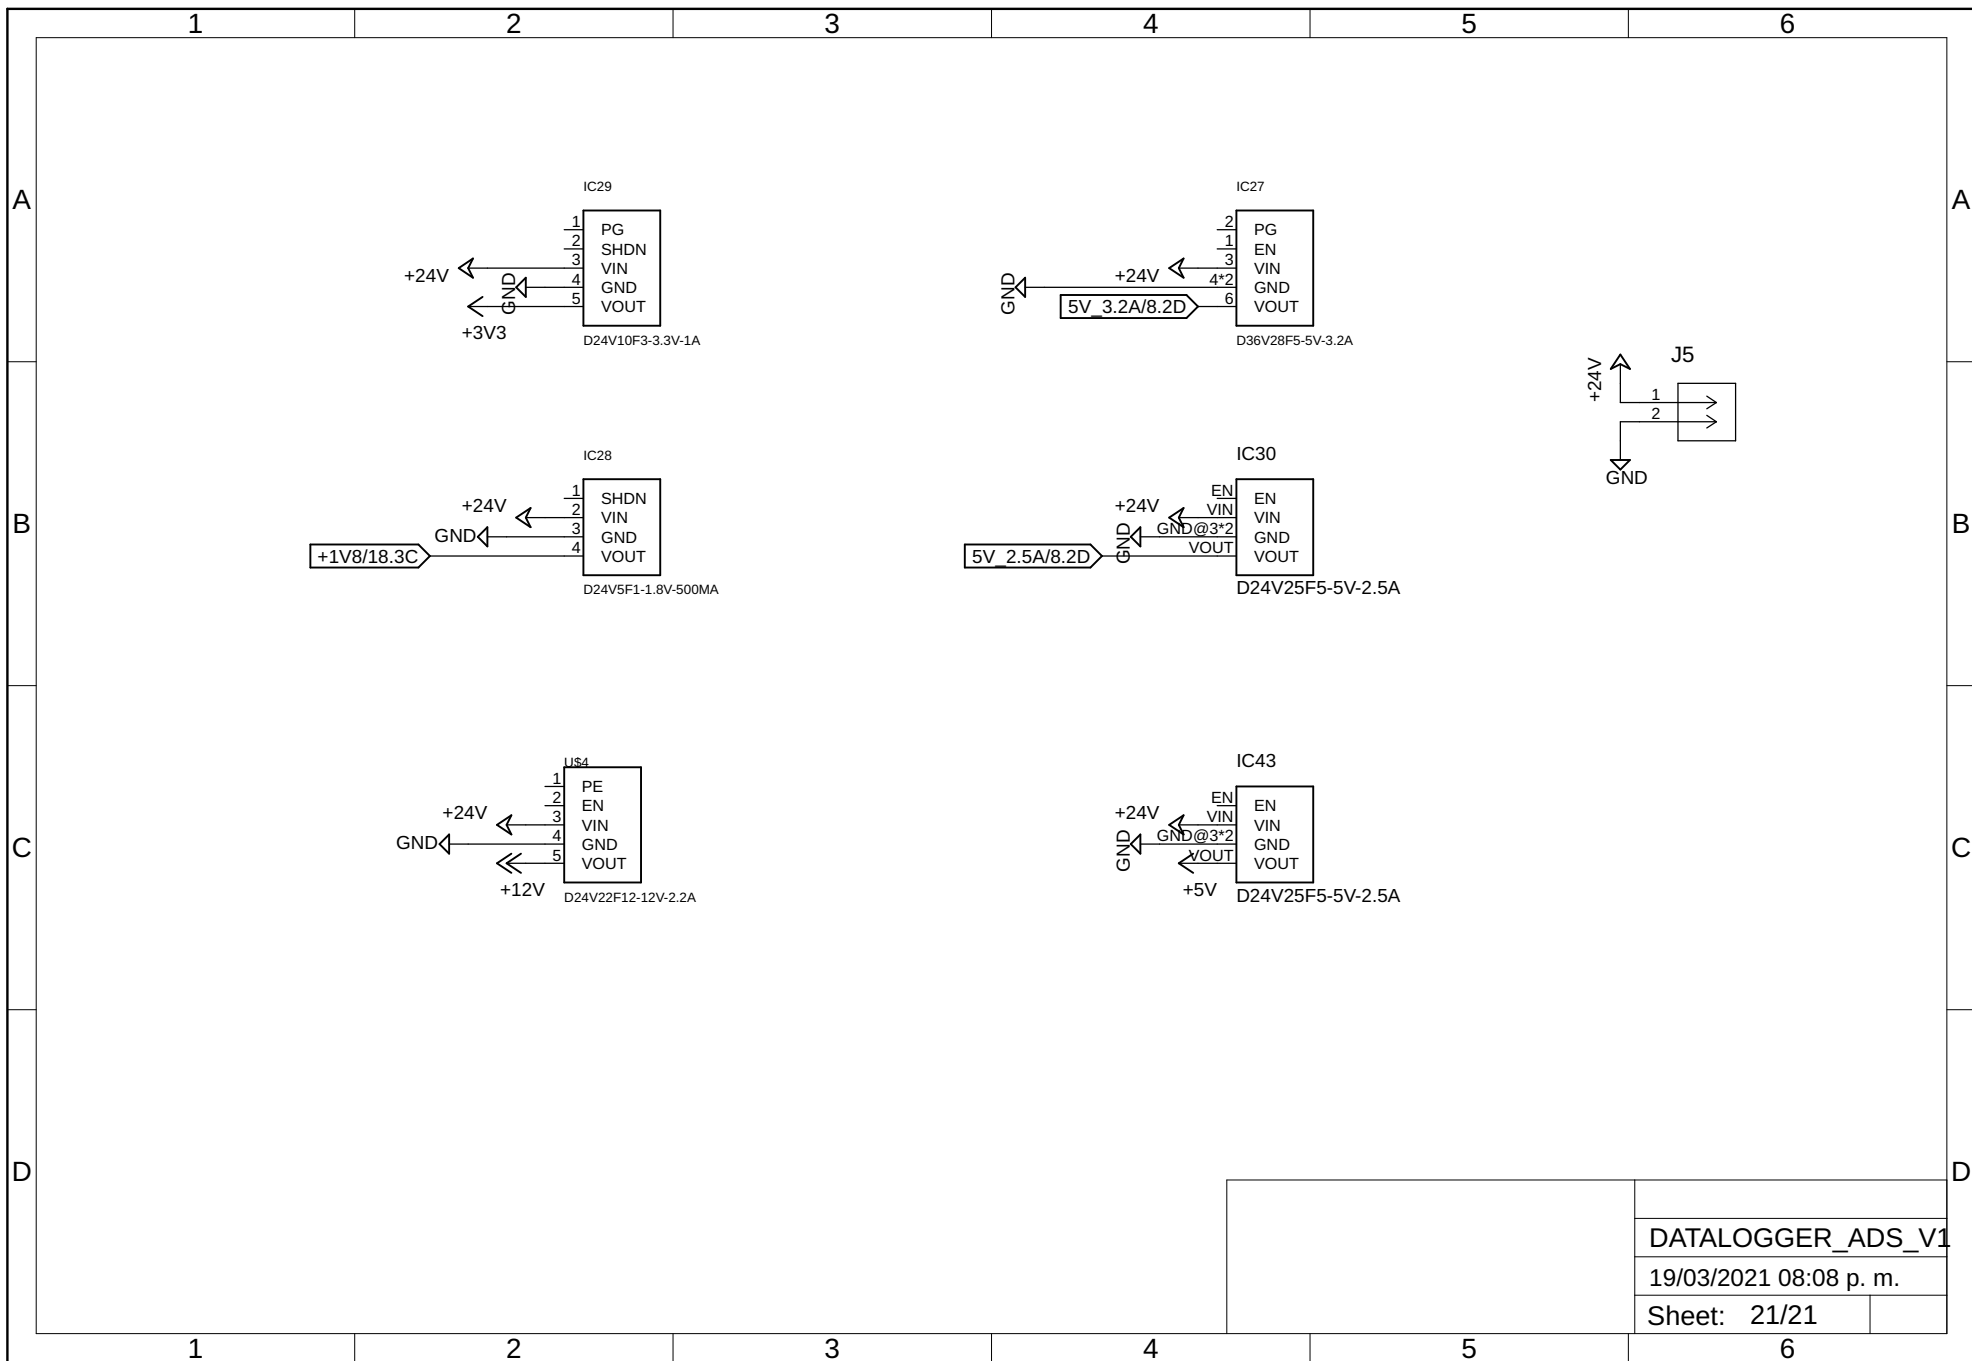 1 2 3 4 5 6
A A
IC29
1 PG
2 SHDN
3 VIN
4 GND
5 VOUT
+24V
GND
+3V3
D24V10F3-3.3V-1A
IC27
2 PG
1 EN
3 VIN
4*2 GND
6 VOUT
+24V
GND
5V_3.2A/8.2D
D36V28F5-5V-3.2A
J5
+24V
1
2
GND
B B
IC28
1 SHDN
2 VIN
3 GND
4 VOUT
+24V
GND
+1V8/18.3C
D24V5F1-1.8V-500MA
IC30
EN EN
VIN VIN
GND@3*2 GND
VOUT VOUT
+24V
GND
5V_2.5A/8.2D
D24V25F5-5V-2.5A
C C
U$4
1 PE
2 EN
3 VIN
4 GND
5 VOUT
+24V
GND
+12V
D24V22F12-12V-2.2A
IC43
EN EN
VIN VIN
GND@3*2 GND
VOUT VOUT
+24V
GND
+5V
D24V25F5-5V-2.5A
D D
DATALOGGER_ADS_V1
19/03/2021 08:08 p. m.
Sheet: 21/21
1 2 3 4 5 6